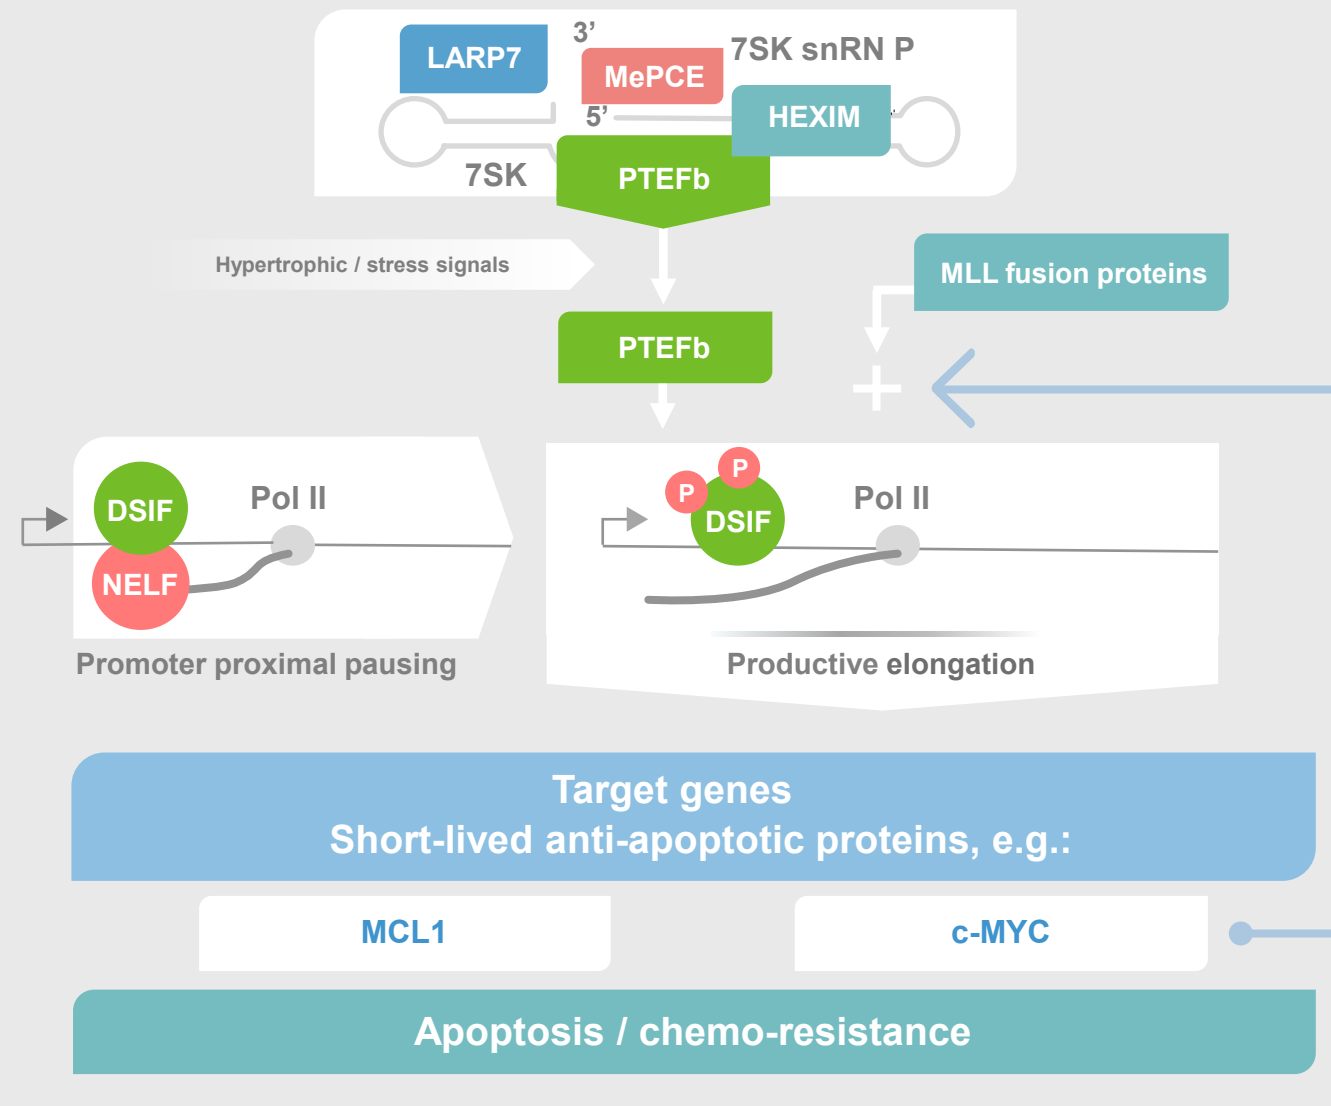 3’
LARP7
MePCE
7SK snRN P
5’
HEXIM
7SK
PTEFb
Hypertrophic / stress signals
MLL fusion proteins
PTEFb
DSIF
Pol II
NELF
Promoter proximal pausing
P
P
DSIF
Pol II
Productive elongation
Target genes
Short-lived anti-apoptotic proteins, e.g.:
MCL1
c-MYC
Apoptosis / chemo-resistance